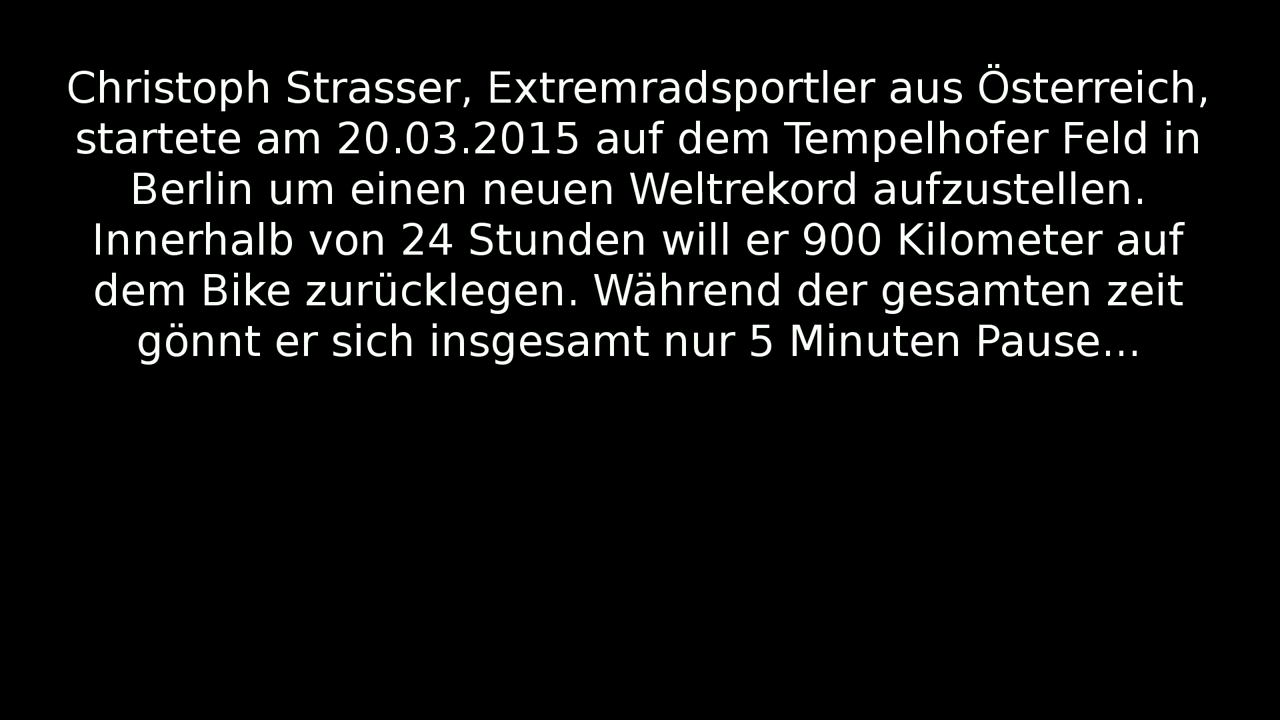 Christoph Strasser, Extremradsportler aus Österreich,
startete am 20.03.2015 auf dem Tempelhofer Feld in
Berlin um einen neuen Weltrekord aufzustellen.
Innerhalb von 24 Stunden will er 900 Kilometer auf
dem Bike zurücklegen. Während der gesamten zeit
gönnt er sich insgesamt nur 5 Minuten Pause...